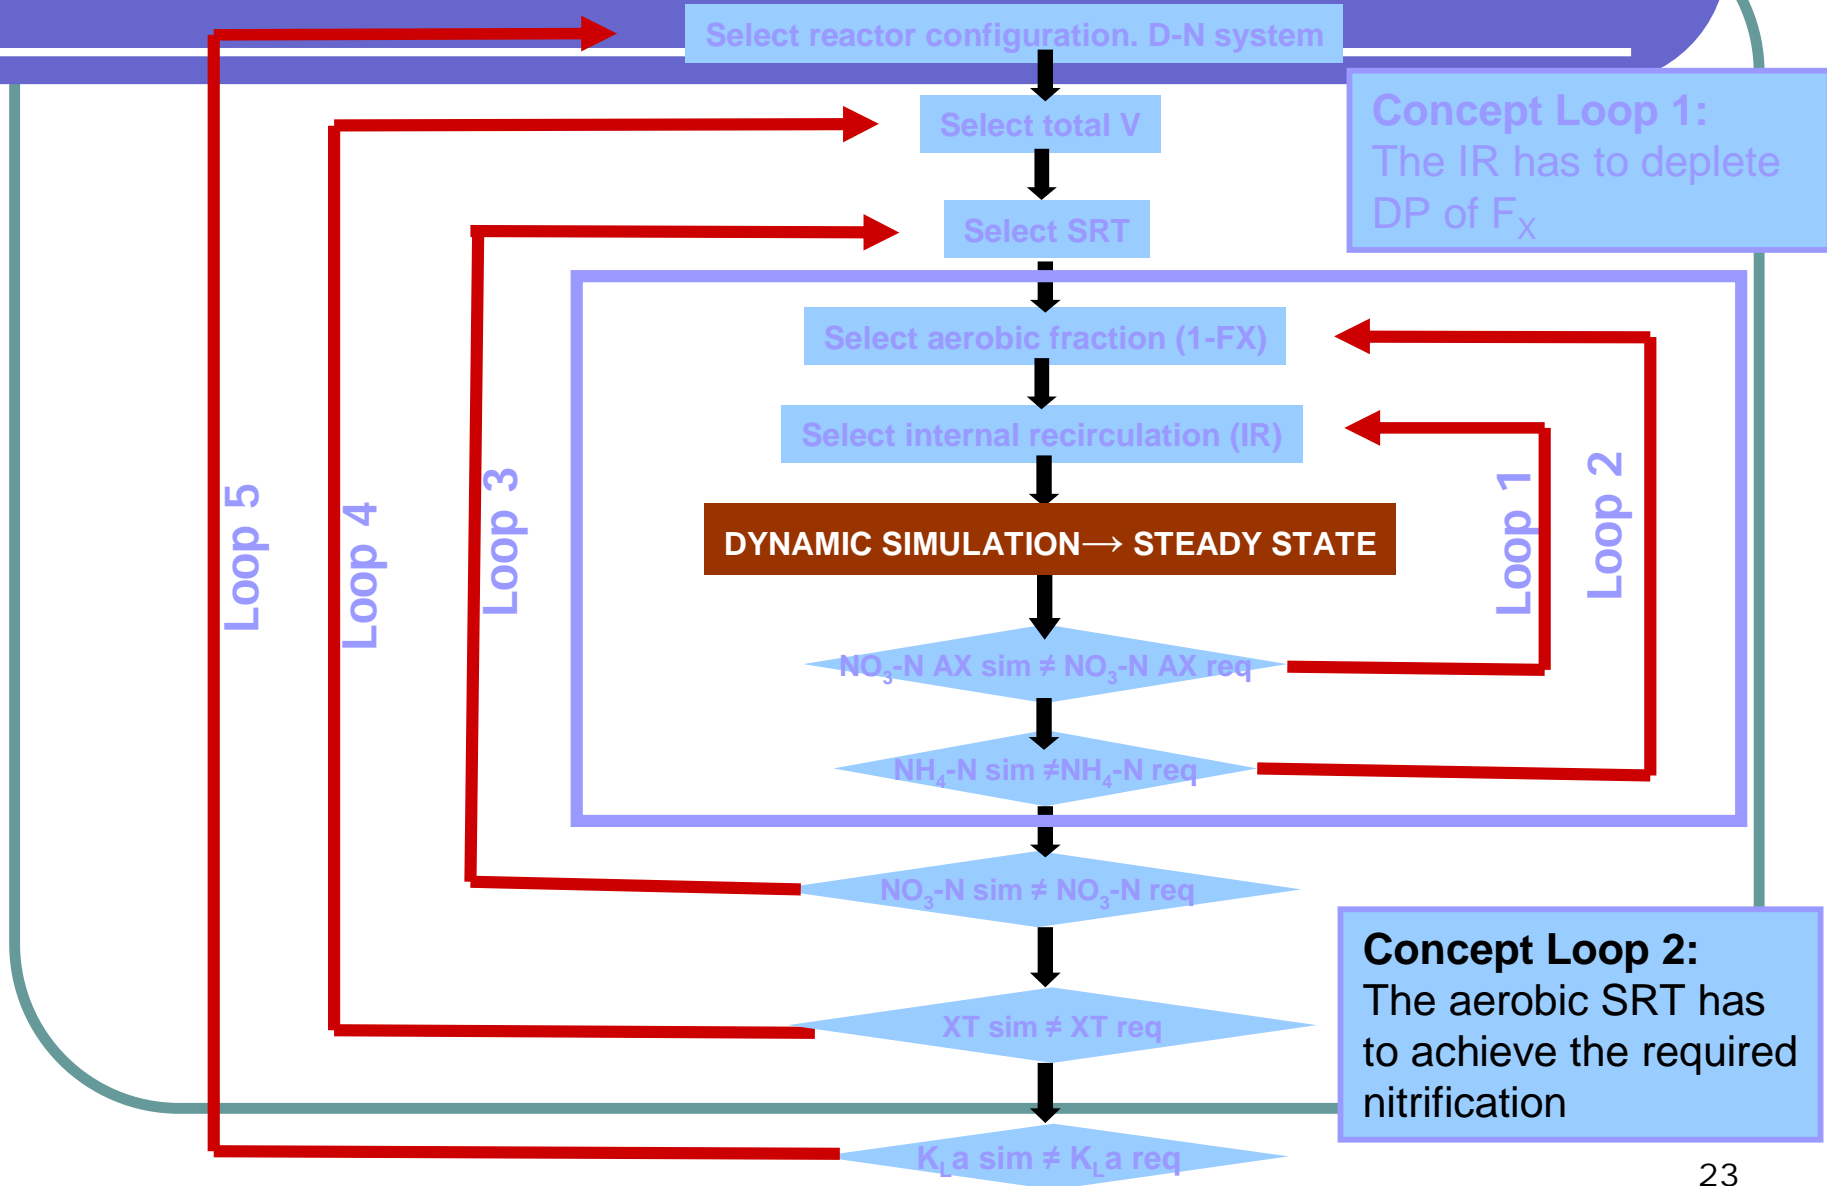 Select reactor configuration. D-N system
Select total V
Concept Loop 1:
The IR has to deplete
DP of F_X
Select SRT
Select aerobic fraction (1-FX)
Select internal recirculation (IR)
DYNAMIC SIMULATION→ STEADY STATE
Loop 5
Loop 4
Loop 3
Loop 1
Loop 2
NO₃-N AX sim ≠ NO₃-N AX req
NH₄-N sim ≠NH₄-N req
NO₃-N sim ≠ NO₃-N req
Concept Loop 2:
The aerobic SRT has
to achieve the required
nitrification
XT sim ≠ XT req
K_La sim ≠ K_La req
23